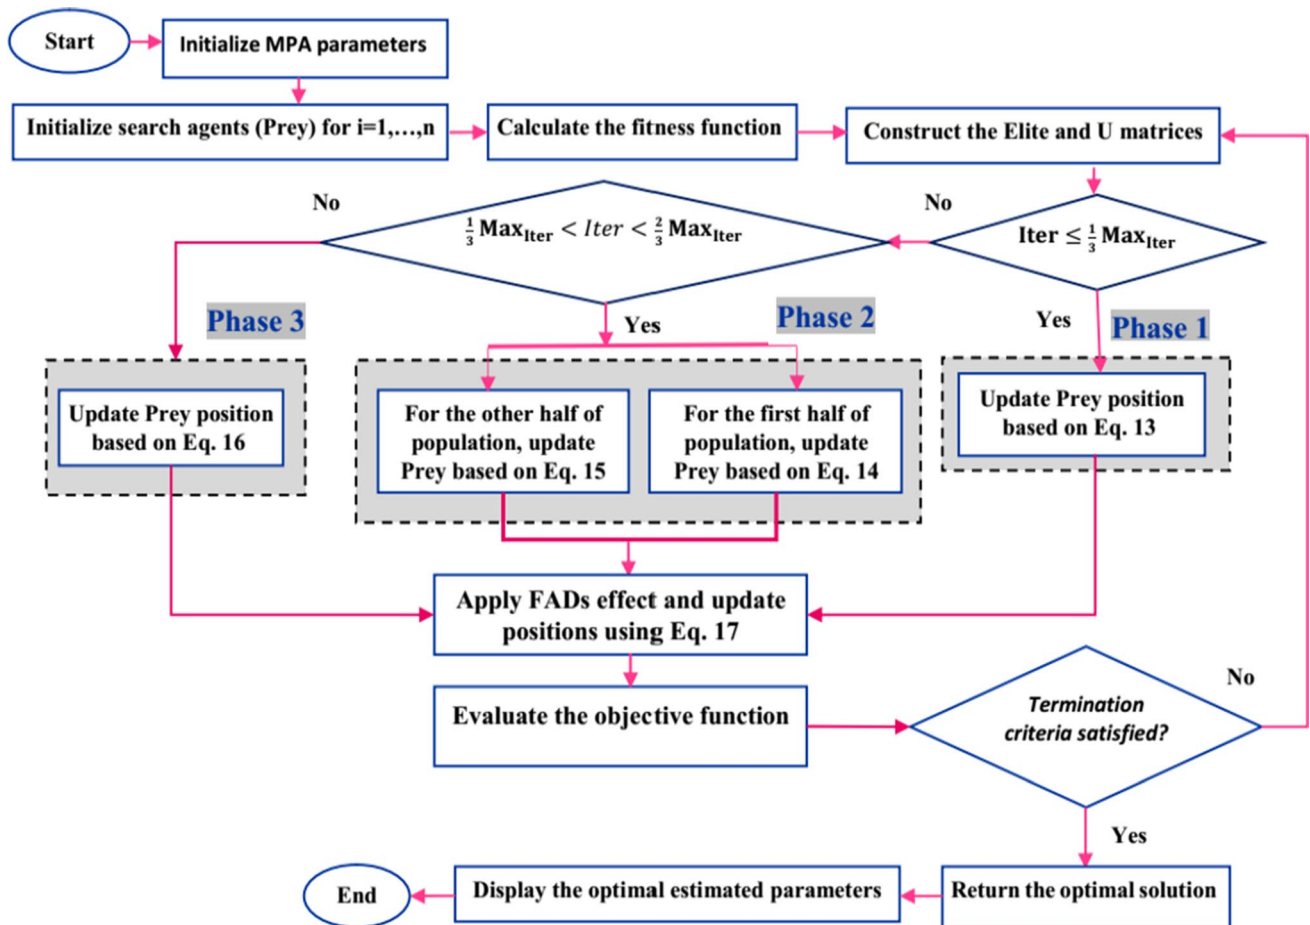 Start
Initialize MPA parameters
Initialize search agents (Prey) for i=1,…,n
Calculate the fitness function
Construct the Elite and U matrices
No
1/3 Max_Iter < Iter < 2/3 Max_Iter
No
Iter ≤ 1/3 Max_Iter
Phase 3
Yes
Phase 2
Yes
Phase 1
Update Prey position
based on Eq. 16
For the other half of
population, update
Prey based on Eq. 15
For the first half of
population, update
Prey based on Eq. 14
Update Prey position
based on Eq. 13
Apply FADs effect and update
positions using Eq. 17
Evaluate the objective function
Termination
criteria satisfied?
No
Yes
End
Display the optimal estimated parameters
Return the optimal solution